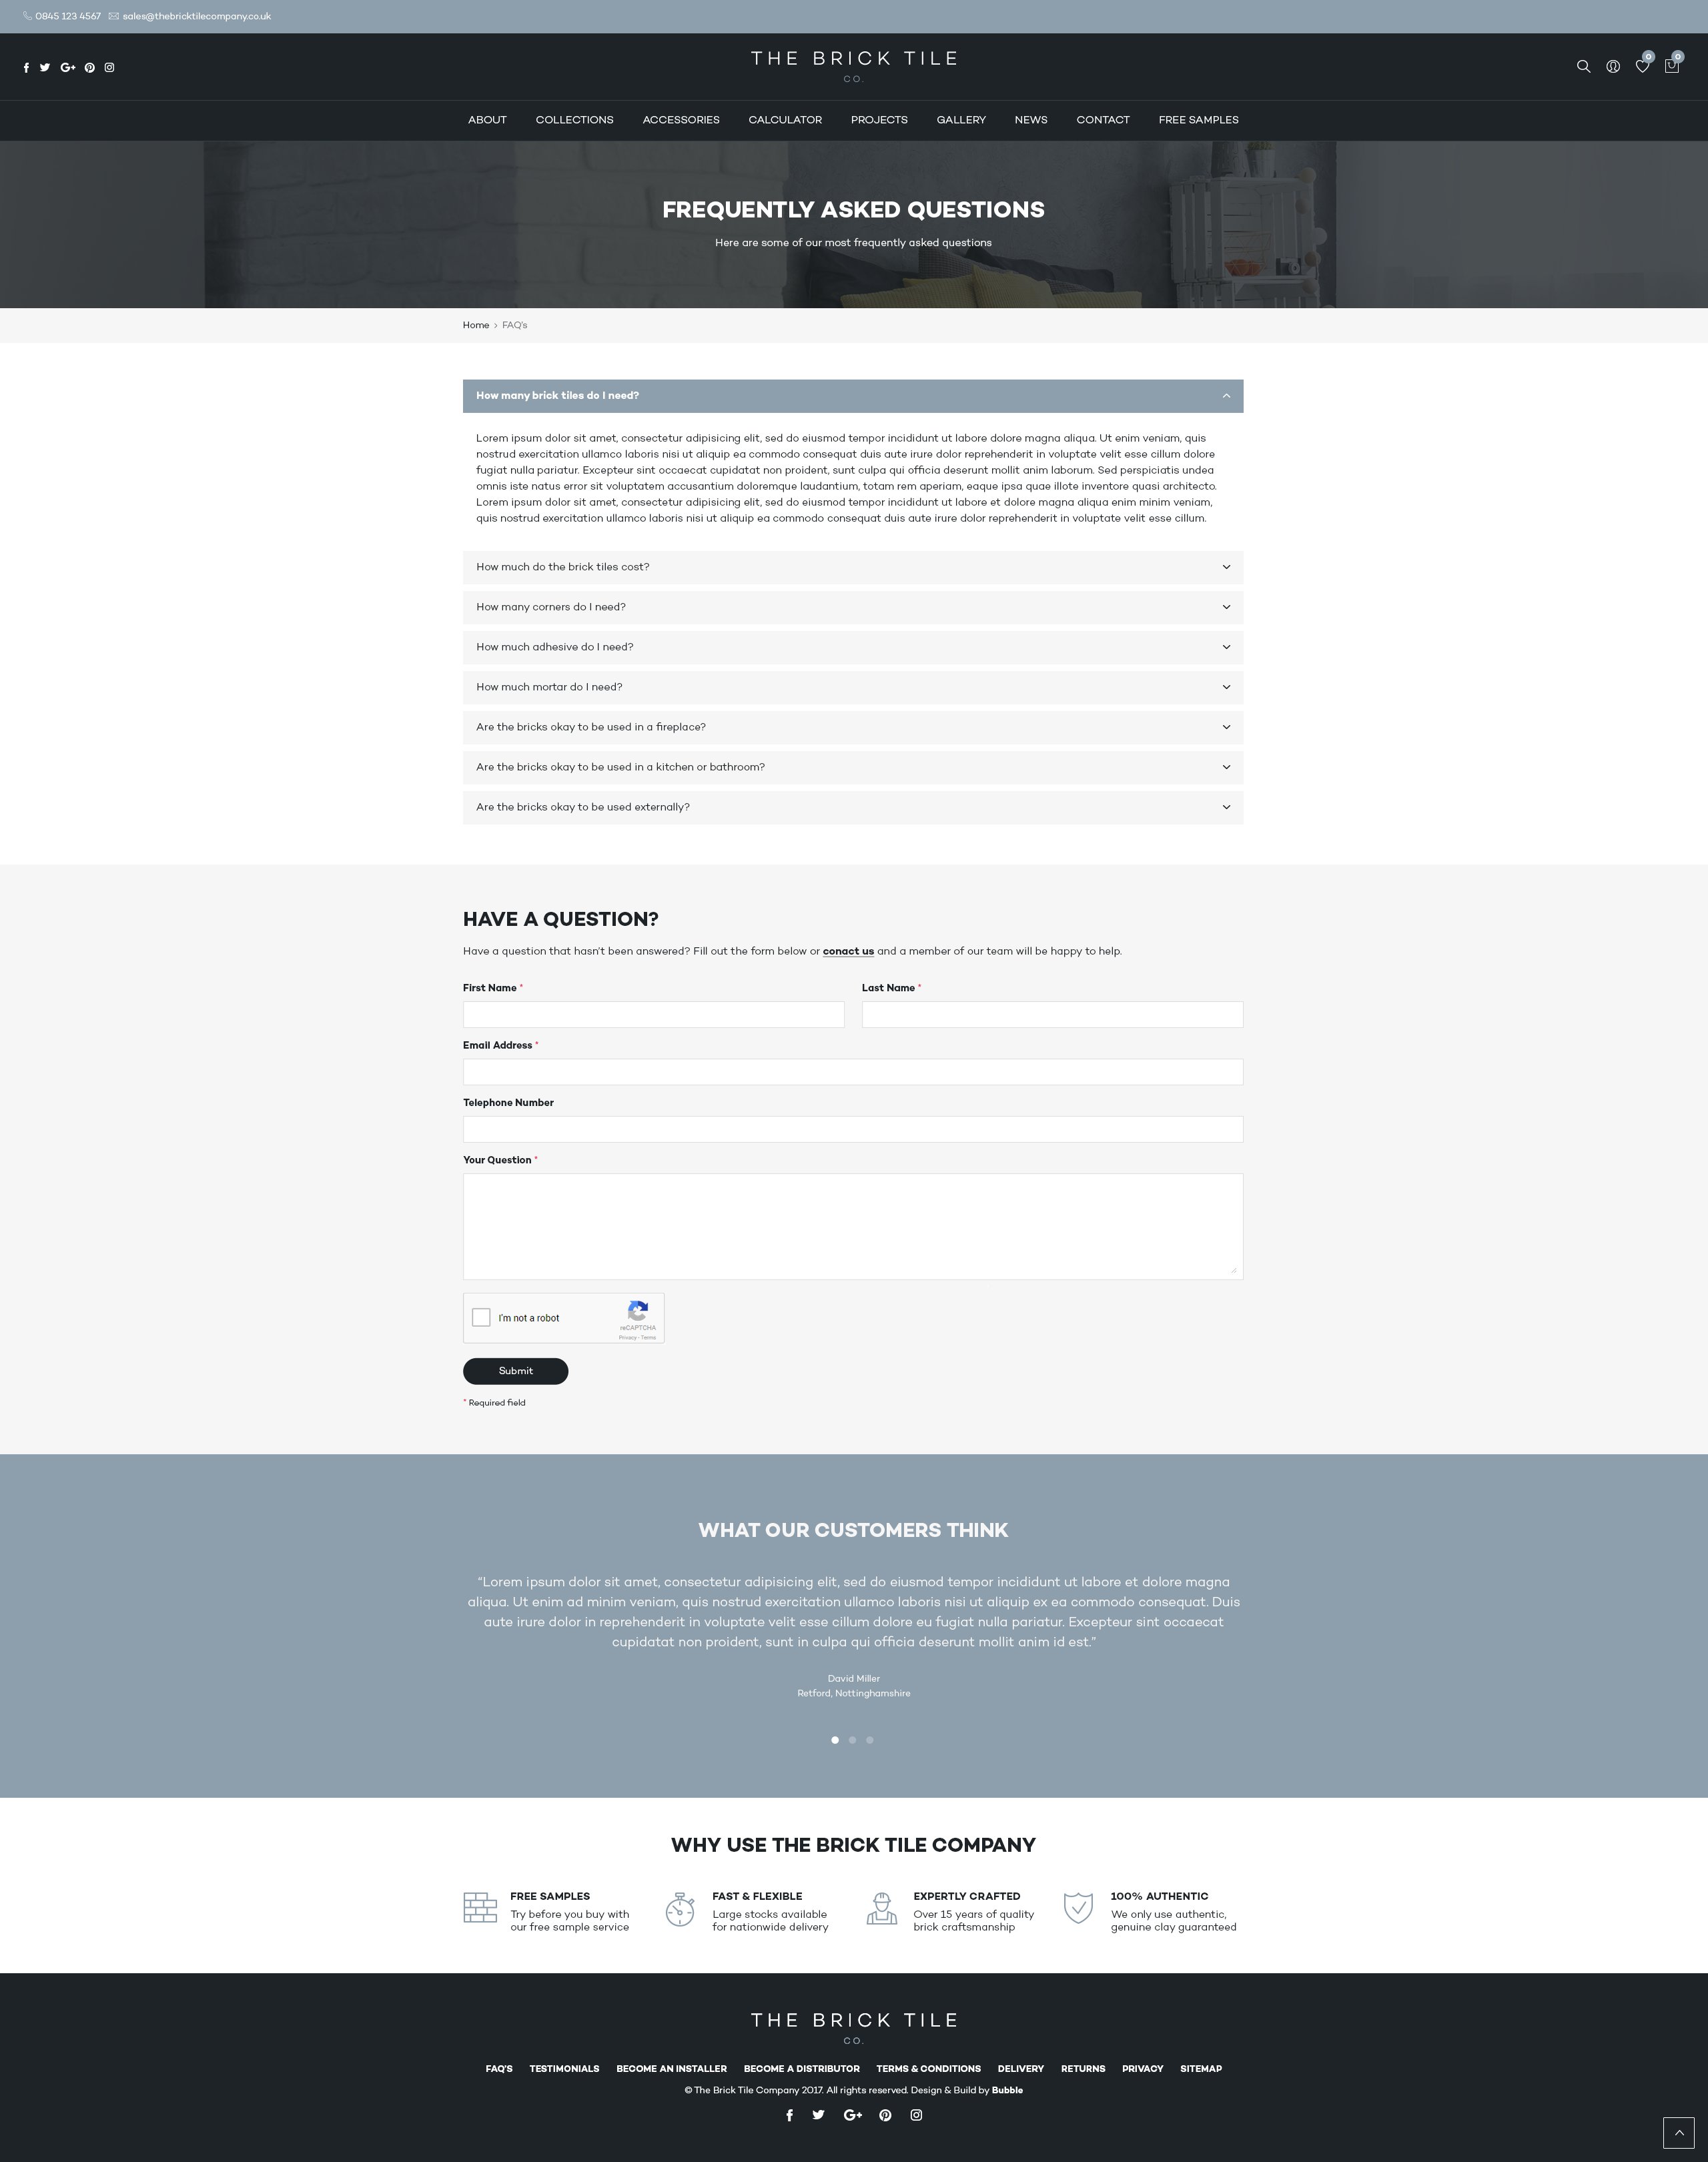 0845 123 4567 sales@thebricktilecompany.co.uk
THE BRICK TILE
CO.
0 0
ABOUT COLLECTIONS ACCESSORIES CALCULATOR PROJECTS GALLERY NEWS CONTACT FREE SAMPLES
FREQUENTLY ASKED QUESTIONS
Here are some of our most frequently asked questions
Home > FAQ's
How many brick tiles do I need?
Lorem ipsum dolor sit amet, consectetur adipisicing elit, sed do eiusmod tempor incididunt ut labore dolore magna aliqua. Ut enim veniam, quis
nostrud exercitation ullamco laboris nisi ut aliquip ea commodo consequat duis aute irure dolor reprehenderit in voluptate velit esse cillum dolore
fugiat nulla pariatur. Excepteur sint occaecat cupidatat non proident, sunt culpa qui officia deserunt mollit anim laborum. Sed perspiciatis undea
omnis iste natus error sit voluptatem accusantium doloremque laudantium, totam rem aperiam, eaque ipsa quae illote inventore quasi architecto.
Lorem ipsum dolor sit amet, consectetur adipisicing elit, sed do eiusmod tempor incididunt ut labore et dolore magna aliqua enim minim veniam,
quis nostrud exercitation ullamco laboris nisi ut aliquip ea commodo consequat duis aute irure dolor reprehenderit in voluptate velit esse cillum.
How much do the brick tiles cost?
How many corners do I need?
How much adhesive do I need?
How much mortar do I need?
Are the bricks okay to be used in a fireplace?
Are the bricks okay to be used in a kitchen or bathroom?
Are the bricks okay to be used externally?
HAVE A QUESTION?
Have a question that hasn't been answered? Fill out the form below or conact us and a member of our team will be happy to help.
First Name * Last Name *
Email Address *
Telephone Number
Your Question *
I'm not a robot
reCAPTCHA
Privacy - Terms
Submit
* Required field
WHAT OUR CUSTOMERS THINK
“Lorem ipsum dolor sit amet, consectetur adipisicing elit, sed do eiusmod tempor incididunt ut labore et dolore magna
aliqua. Ut enim ad minim veniam, quis nostrud exercitation ullamco laboris nisi ut aliquip ex ea commodo consequat. Duis
aute irure dolor in reprehenderit in voluptate velit esse cillum dolore eu fugiat nulla pariatur. Excepteur sint occaecat
cupidatat non proident, sunt in culpa qui officia deserunt mollit anim id est.”
David Miller
Retford, Nottinghamshire
WHY USE THE BRICK TILE COMPANY
FREE SAMPLES
Try before you buy with
our free sample service
FAST & FLEXIBLE
Large stocks available
for nationwide delivery
EXPERTLY CRAFTED
Over 15 years of quality
brick craftsmanship
100% AUTHENTIC
We only use authentic,
genuine clay guaranteed
THE BRICK TILE
CO.
FAQ'S TESTIMONIALS BECOME AN INSTALLER BECOME A DISTRIBUTOR TERMS & CONDITIONS DELIVERY RETURNS PRIVACY SITEMAP
© The Brick Tile Company 2017. All rights reserved. Design & Build by Bubble